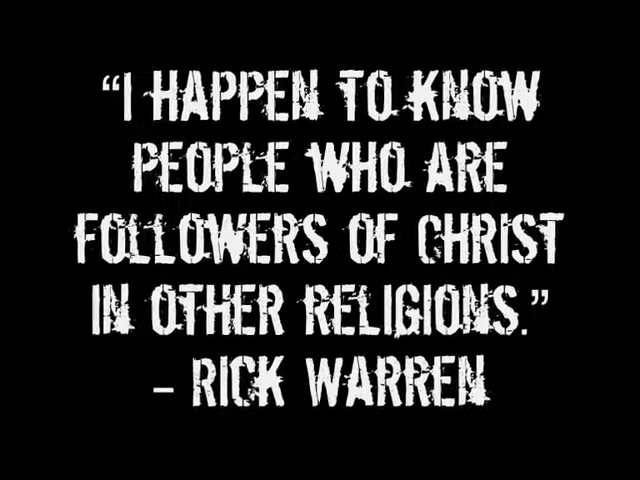 “I HAPPEN TO KNOW
PEOPLE WHO ARE
FOLLOWERS OF CHRIST
IN OTHER RELIGIONS.”
– RICK WARREN